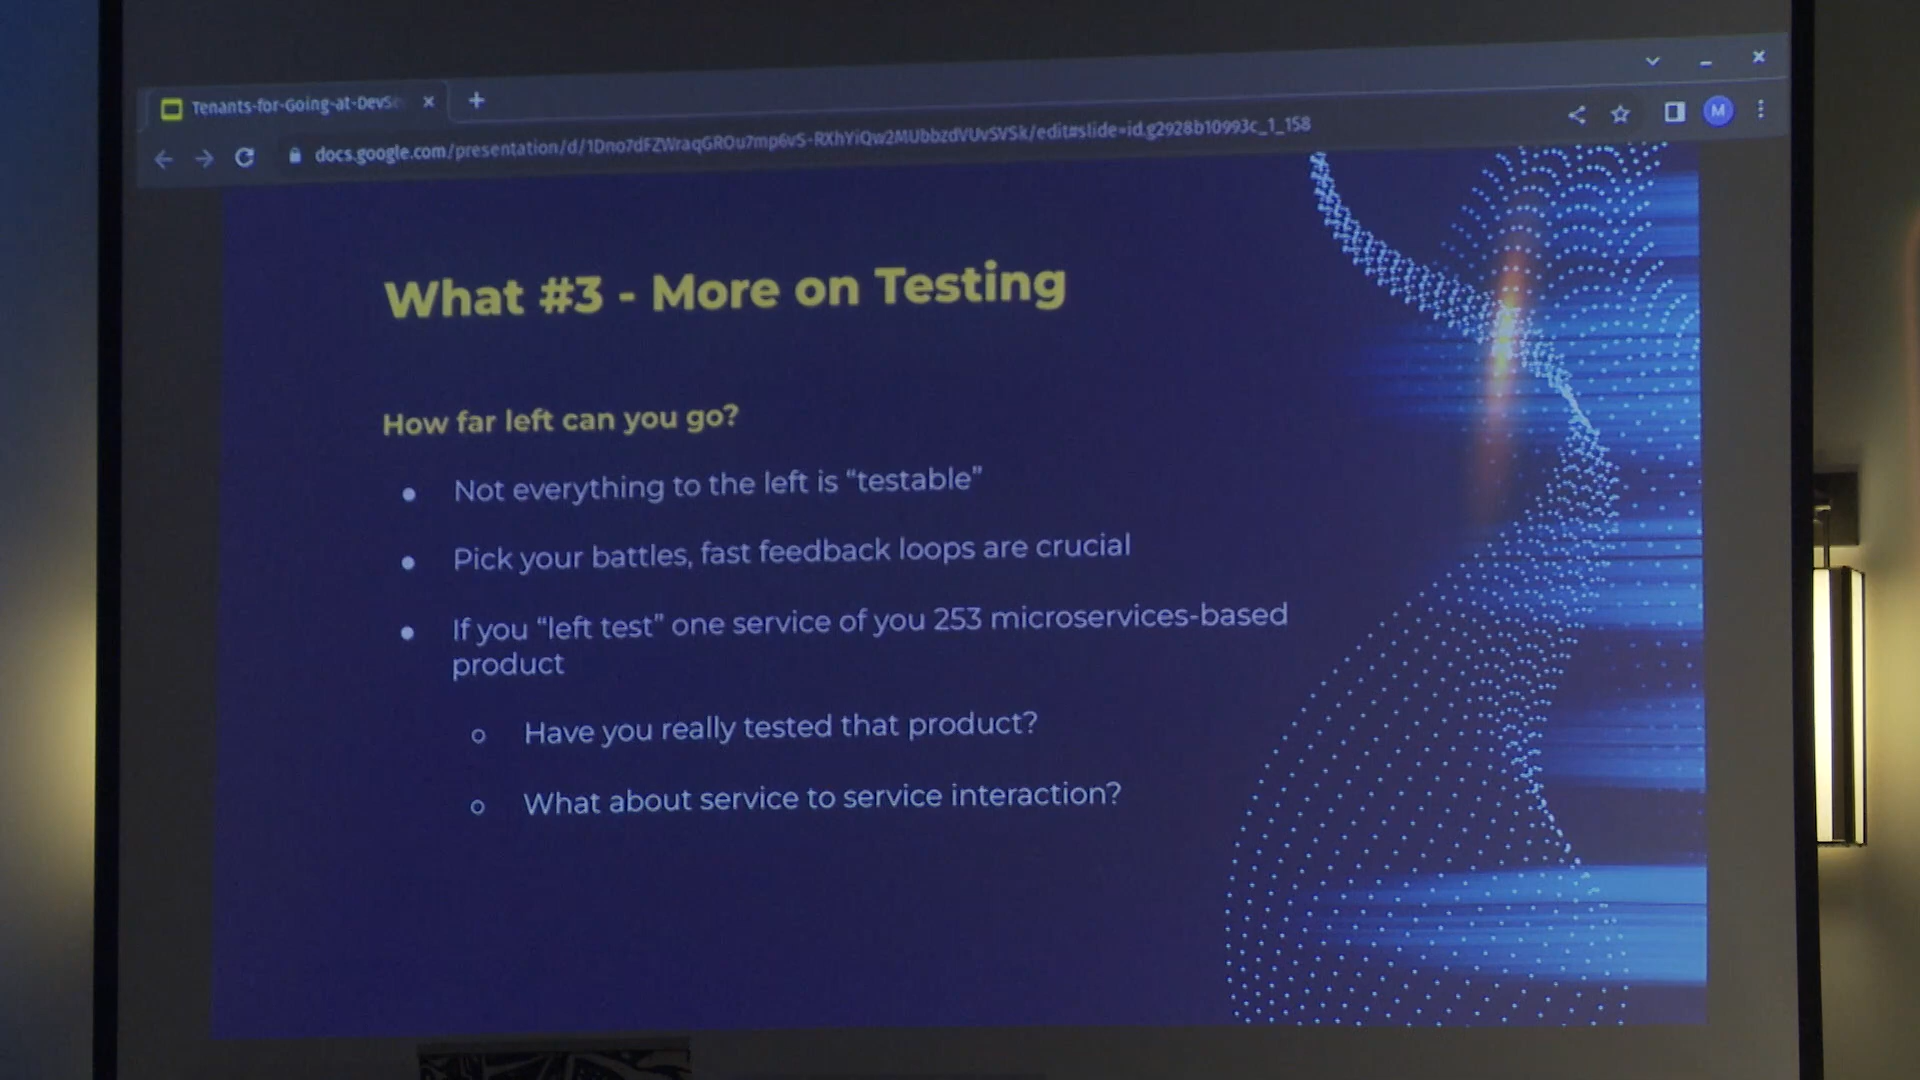 Tenants-for-Going-at-DevSe
docs.google.com/presentation/d/1Dno7dFZWraqGROu7mp6vS-RXhYiQw2MUbbzdVUvSVSk/edit#slide=id.g2928b10993c_1_158
M
What #3 - More on Testing
How far left can you go?
● Not everything to the left is “testable”
● Pick your battles, fast feedback loops are crucial
● If you “left test” one service of you 253 microservices-based
product
○ Have you really tested that product?
○ What about service to service interaction?